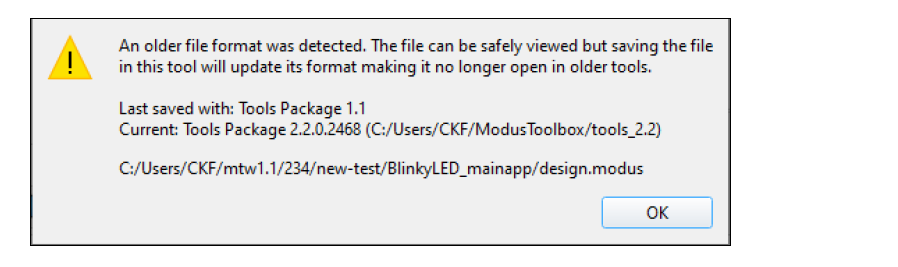 An older file format was detected. The file can be safely viewed but saving the file
in this tool will update its format making it no longer open in older tools.
Last saved with: Tools Package 1.1
Current: Tools Package 2.2.0.2468 (C:/Users/CKF/ModusToolbox/tools_2.2)
C:/Users/CKF/mtw1.1/234/new-test/BlinkyLED_mainapp/design.modus
OK